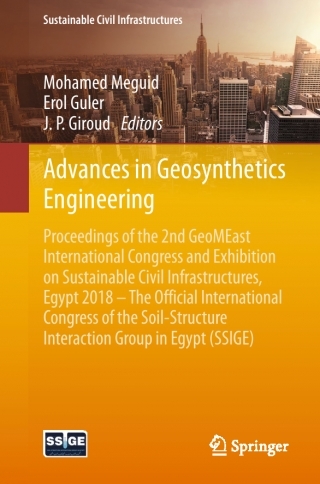 Sustainable Civil Infrastructures
Mohamed Meguid
Erol Guler
J. P. Giroud Editors
Advances in Geosynthetics
Engineering
Proceedings of the 2nd GeoMEast
International Congress and Exhibition
on Sustainable Civil Infrastructures,
Egypt 2018 – The Official International
Congress of the Soil-Structure
Interaction Group in Egypt (SSIGE)
SSIGE
Springer